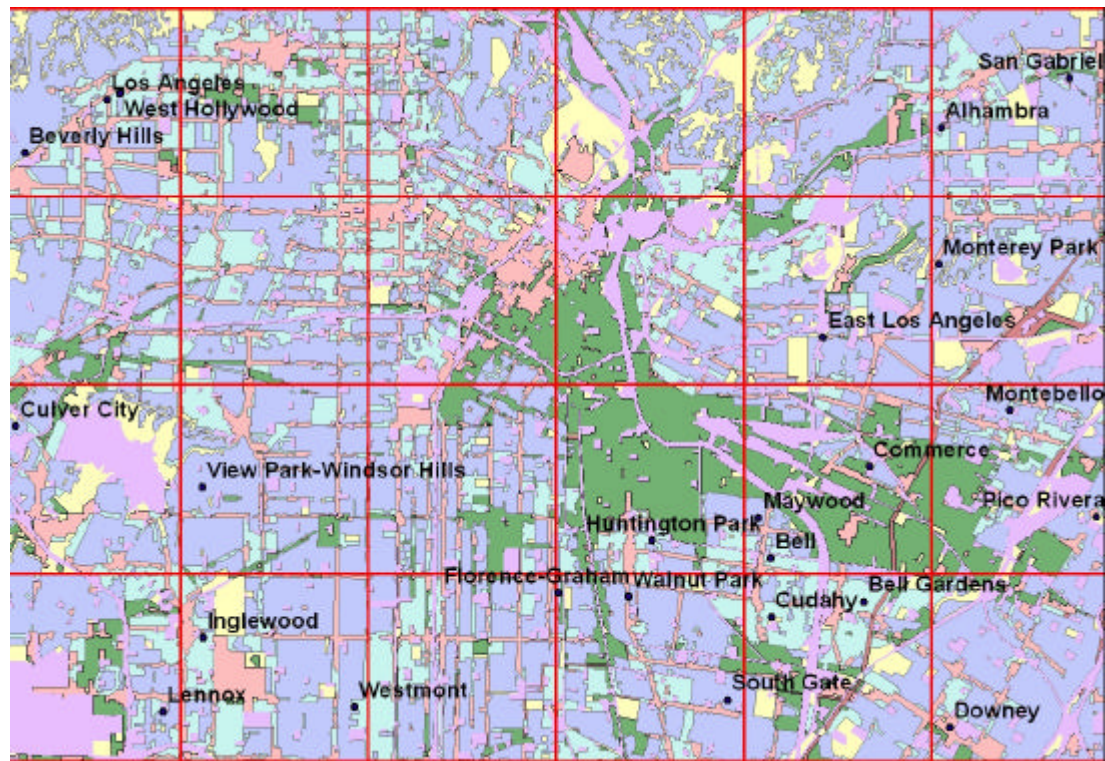 San Gabriel
Los Angeles
West Hollywood
Alhambra
Beverly Hills
Monterey Park
East Los Angeles
Culver City
Montebello
Commerce
View Park-Windsor Hills
Maywood
Pico Rivera
Huntington Park
Bell
Florence-Graham
Walnut Park
Bell Gardens
Cudahy
Inglewood
South Gate
Westmont
Lennox
Downey